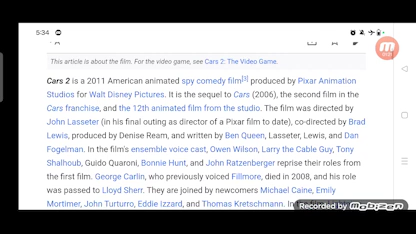 5:34
This article is about the film. For the video game, see Cars 2: The Video Game.
Cars 2 is a 2011 American animated spy comedy film[3] produced by Pixar Animation
Studios for Walt Disney Pictures. It is the sequel to Cars (2006), the second film in the
Cars franchise, and the 12th animated film from the studio. The film was directed by
John Lasseter (in his final outing as director of a Pixar film to date), co-directed by Brad
Lewis, produced by Denise Ream, and written by Ben Queen, Lasseter, Lewis, and Dan
Fogelman. In the film's ensemble voice cast, Owen Wilson, Larry the Cable Guy, Tony
Shalhoub, Guido Quaroni, Bonnie Hunt, and John Ratzenberger reprise their roles from
the first film. George Carlin, who previously voiced Fillmore, died in 2008, and his role
was passed to Lloyd Sherr. They are joined by newcomers Michael Caine, Emily
Mortimer, John Turturro, Eddie Izzard, and Thomas Kretschmann. In
Recorded by Mobizen